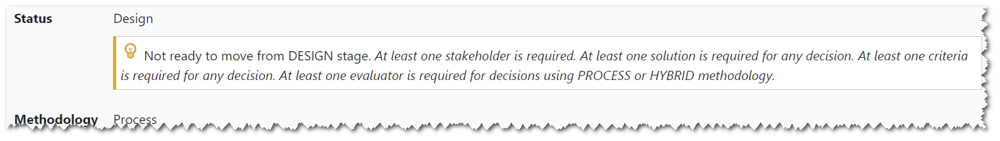 Status Design
Not ready to move from DESIGN stage. At least one stakeholder is required. At least one solution is required for any decision. At least one criteria
is required for any decision. At least one evaluator is required for decisions using PROCESS or HYBRID methodology.
Methodology Process